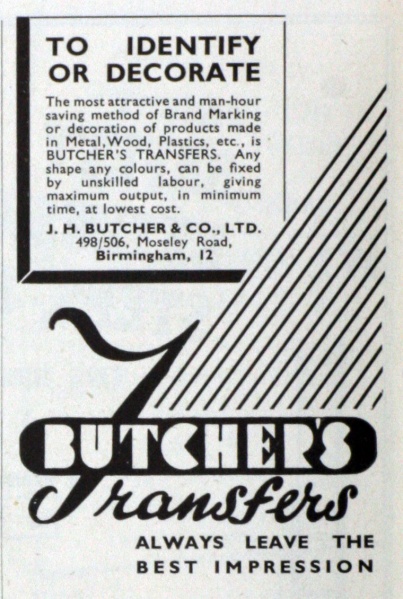 TO IDENTIFY
OR DECORATE
The most attractive and man-hour
saving method of Brand Marking
or decoration of products made
in Metal, Wood, Plastics, etc., is
BUTCHER'S TRANSFERS. Any
shape any colours, can be fixed
by unskilled labour, giving
maximum output, in minimum
time, at lowest cost.
J. H. BUTCHER & CO., LTD.
498/506, Moseley Road,
Birmingham, 12
BUTCHER'S
Transfers
ALWAYS LEAVE THE
BEST IMPRESSION